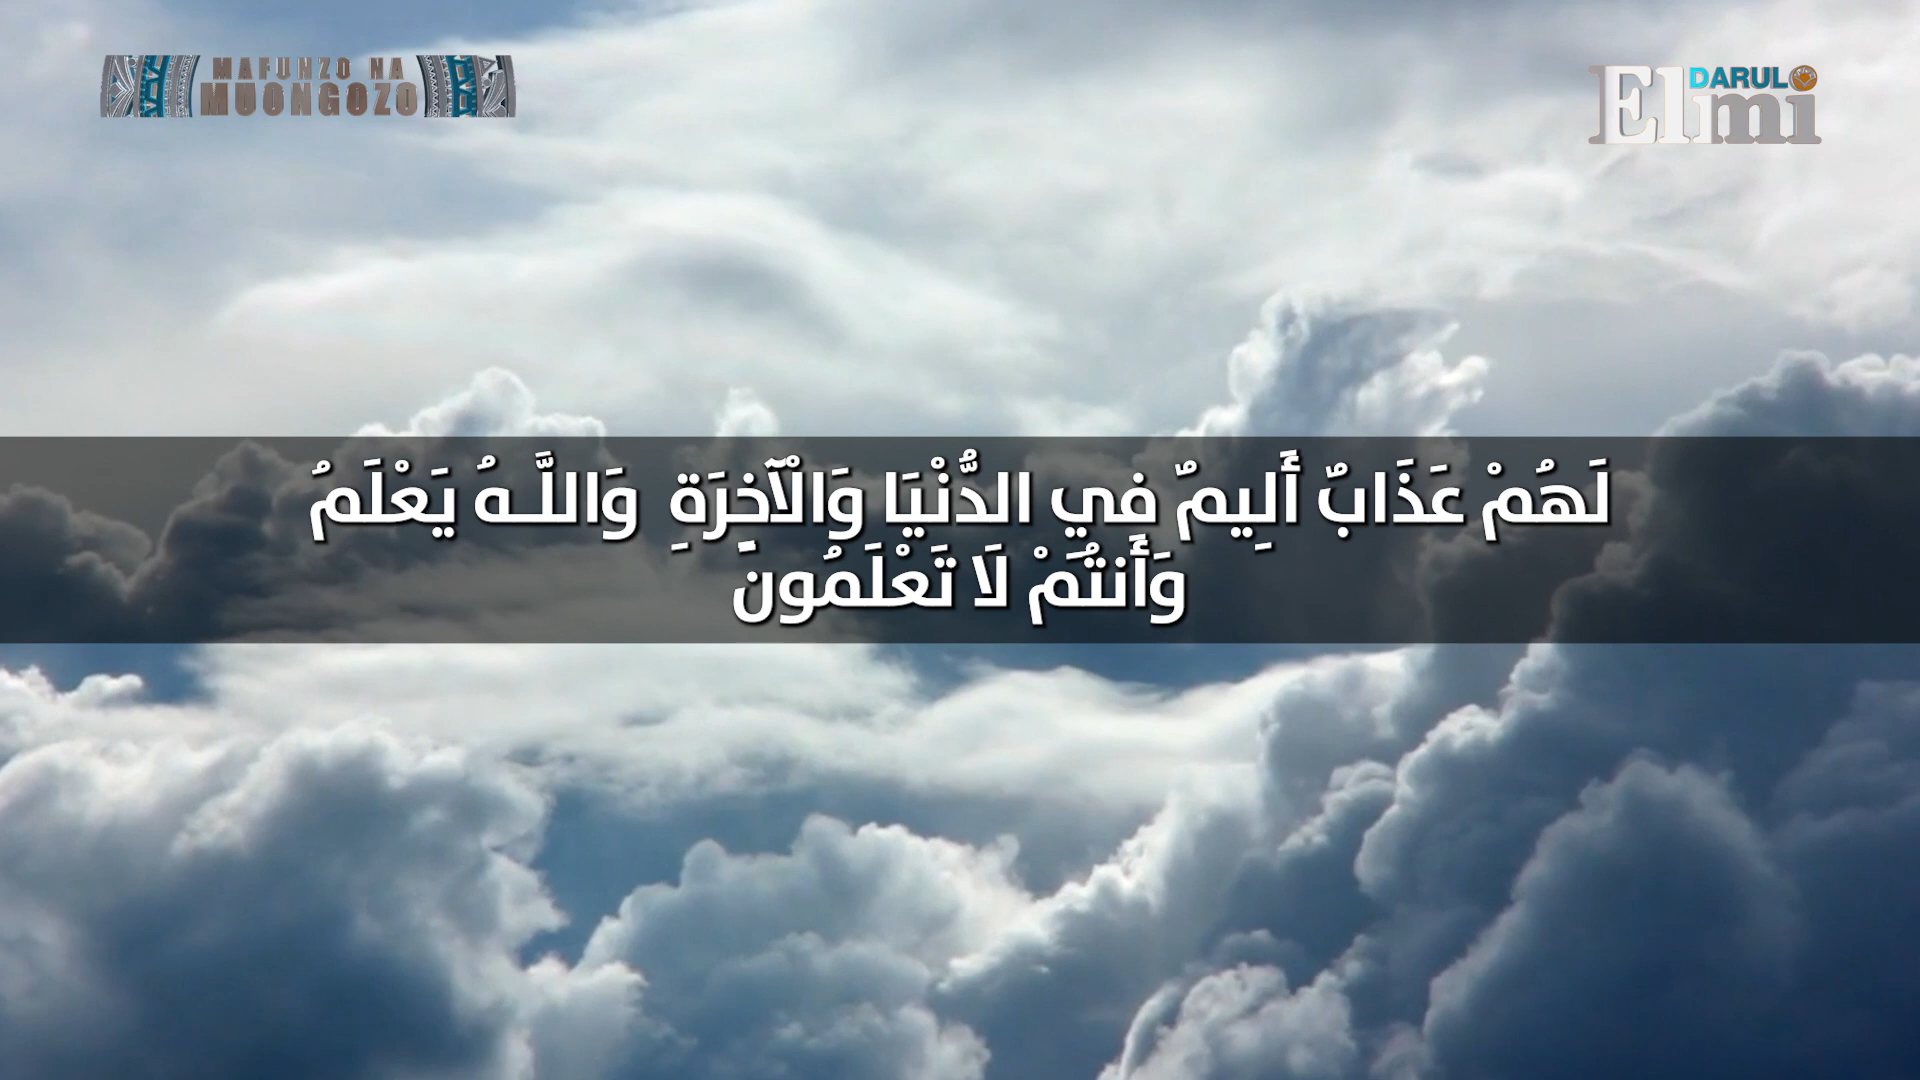 MAFUNZO NA
MUONGOZO
DARUL
Elmi
لَهُمْ عَذَابٌ أَلِيمٌ فِي الدُّنْيَا وَالْآخِرَةِ وَاللَّـهُ يَعْلَمُ
وَأَنتُمْ لَا تَعْلَمُونَ